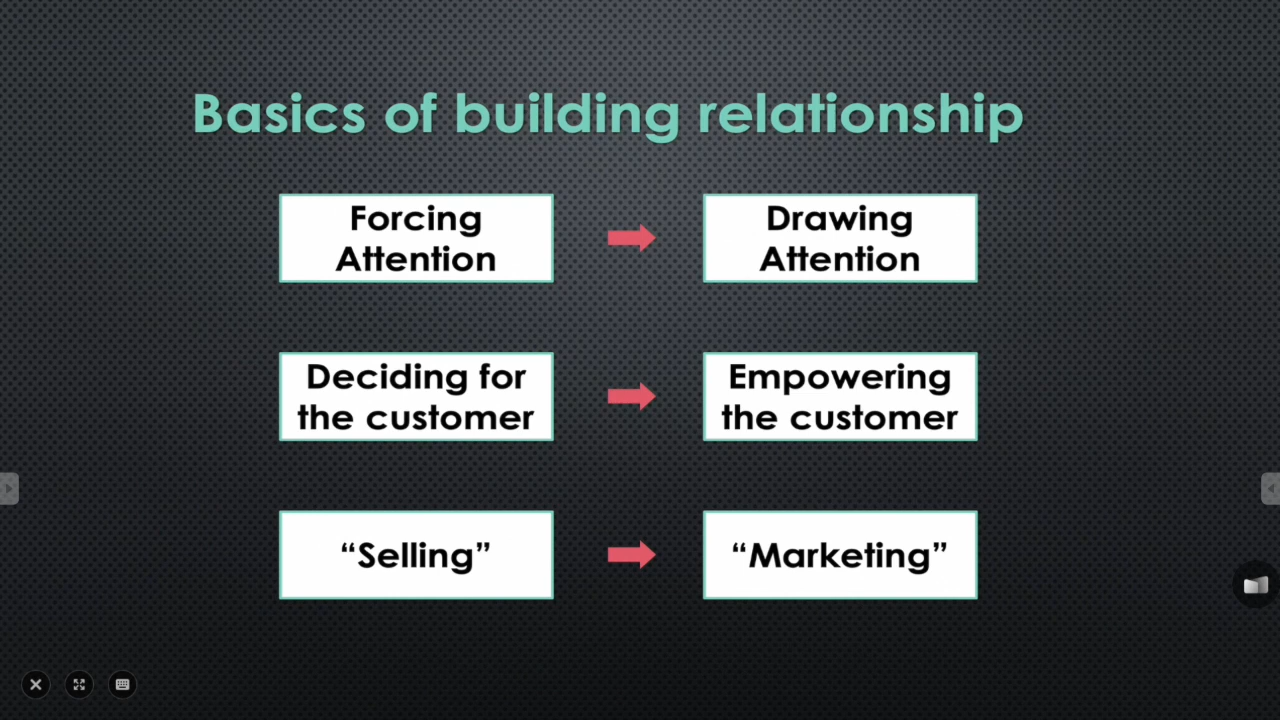 Basics of building relationship
Forcing
Attention
Drawing
Attention
Deciding for
the customer
Empowering
the customer
“Selling”
“Marketing”